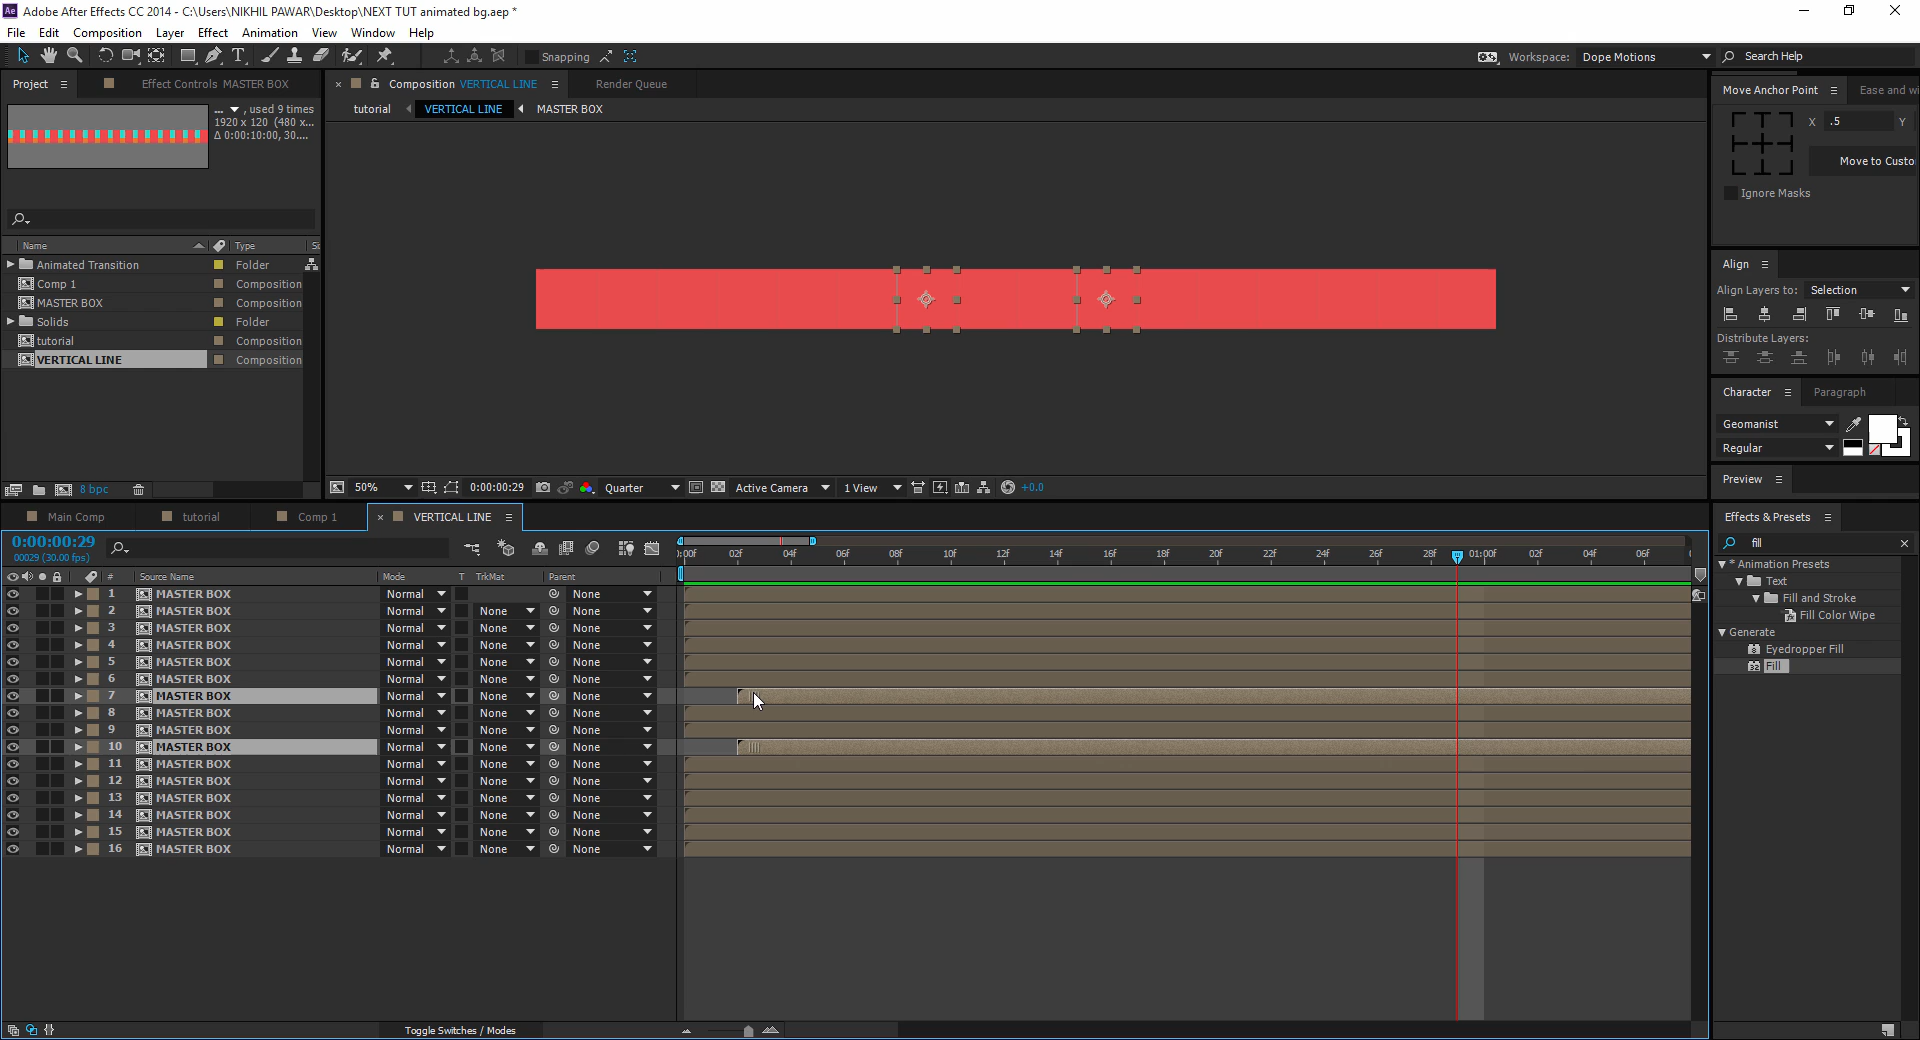 Adobe After Effects CC 2014 - C:\Users\NIKHIL PAWAR\Desktop\NEXT TUT animated bg.aep *
File Edit Composition Layer Effect Animation View Window Help
Snapping
Workspace: Dope Motions
Search Help
Project
Effect Controls MASTER BOX
Composition VERTICAL LINE
Render Queue
tutorial VERTICAL LINE MASTER BOX
... , used 9 times
1920 x 120 (480 x...
Δ 0:00:10:00, 30....
Name Type
Animated Transition Folder
Comp 1 Composition
MASTER BOX Composition
Solids Folder
tutorial Composition
VERTICAL LINE Composition
8 bpc
50% 0:00:00:29 Quarter Active Camera 1 View +0.0
Move Anchor Point
Ease and wi
X .5 Y
Move to Custo
Ignore Masks
Align
Align Layers to: Selection
Distribute Layers:
Character Paragraph
Geomanist
Regular
Preview
Main Comp tutorial Comp 1 VERTICAL LINE
0:00:00:29
00029 (30.00 fps)
:00F 02F 04F 06F 08F 10F 12F 14F 16F 18F 20F 22F 24F 26F 28F 01:00F 02F 04F 06F
# Source Name Mode T TrkMat Parent
1 MASTER BOX Normal None
2 MASTER BOX Normal None None
3 MASTER BOX Normal None None
4 MASTER BOX Normal None None
5 MASTER BOX Normal None None
6 MASTER BOX Normal None None
7 MASTER BOX Normal None None
8 MASTER BOX Normal None None
9 MASTER BOX Normal None None
10 MASTER BOX Normal None None
11 MASTER BOX Normal None None
12 MASTER BOX Normal None None
13 MASTER BOX Normal None None
14 MASTER BOX Normal None None
15 MASTER BOX Normal None None
16 MASTER BOX Normal None None
Toggle Switches / Modes
Effects & Presets
fill
* Animation Presets
Text
Fill and Stroke
Fill Color Wipe
Generate
Eyedropper Fill
Fill